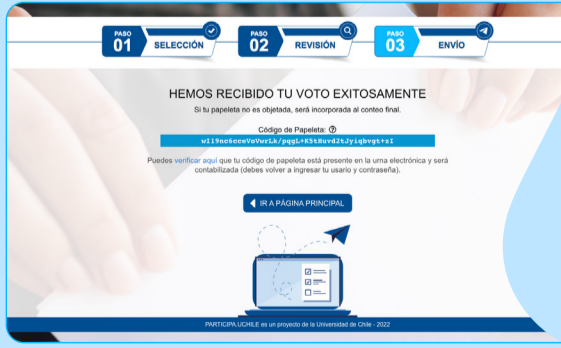 PASO 01 SELECCIÓN
PASO 02 REVISIÓN
PASO 03 ENVÍO
HEMOS RECIBIDO TU VOTO EXITOSAMENTE
Si tu papeleta no es objetada, será incorporada al conteo final.
Código de Papeleta:
Puedes verificar aquí que tu código de papeleta está presente en la urna electrónica y será
contabilizada (debes volver a ingresar tu usario y contraseña).
IR A PÁGINA PRINCIPAL
PARTICIPA.UCHILE es un proyecto de la Universidad de Chile - 2022